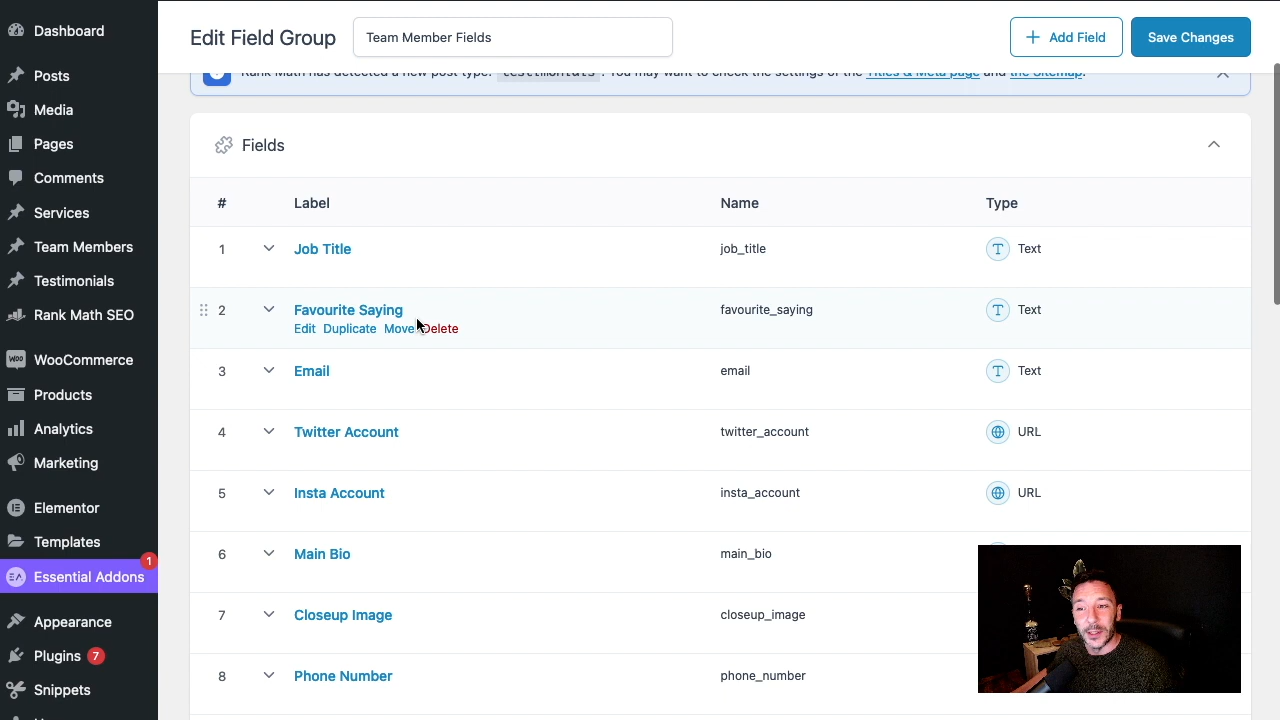 Dashboard
Posts
Media
Pages
Comments
Services
Team Members
Testimonials
Rank Math SEO
WooCommerce
Products
Analytics
Marketing
Elementor
Templates
Essential Addons 1
Appearance
Plugins 7
Snippets
Edit Field Group
Team Member Fields
Add Field
Save Changes
Rank Math has detected a new post type: testimonials . You may want to check the settings of the Titles & Meta page and the Sitemap.
Fields
# Label Name Type
1 Job Title job_title Text
2 Favourite Saying favourite_saying Text
Edit Duplicate Move Delete
3 Email email Text
4 Twitter Account twitter_account URL
5 Insta Account insta_account URL
6 Main Bio main_bio
7 Closeup Image closeup_image
8 Phone Number phone_number